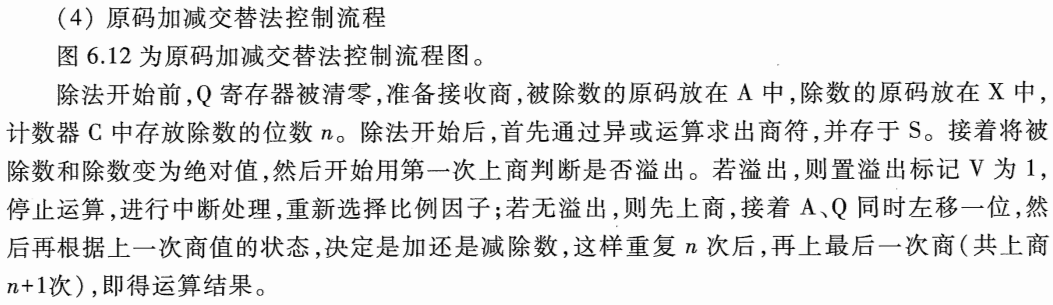 (4) 原码加减交替法控制流程
图 6.12 为原码加减交替法控制流程图。
除法开始前,Q 寄存器被清零,准备接收商,被除数的原码放在 A 中,除数的原码放在 X 中,
计数器 C 中存放除数的位数 n。除法开始后,首先通过异或运算求出商符,并存于 S。接着将被
除数和除数变为绝对值,然后开始用第一次上商判断是否溢出。若溢出,则置溢出标记 V 为 1,
停止运算,进行中断处理,重新选择比例因子;若无溢出,则先上商,接着 A、Q 同时左移一位,然
后再根据上一次商值的状态,决定是加还是减除数,这样重复 n 次后,再上最后一次商(共上商
n+1次),即得运算结果。